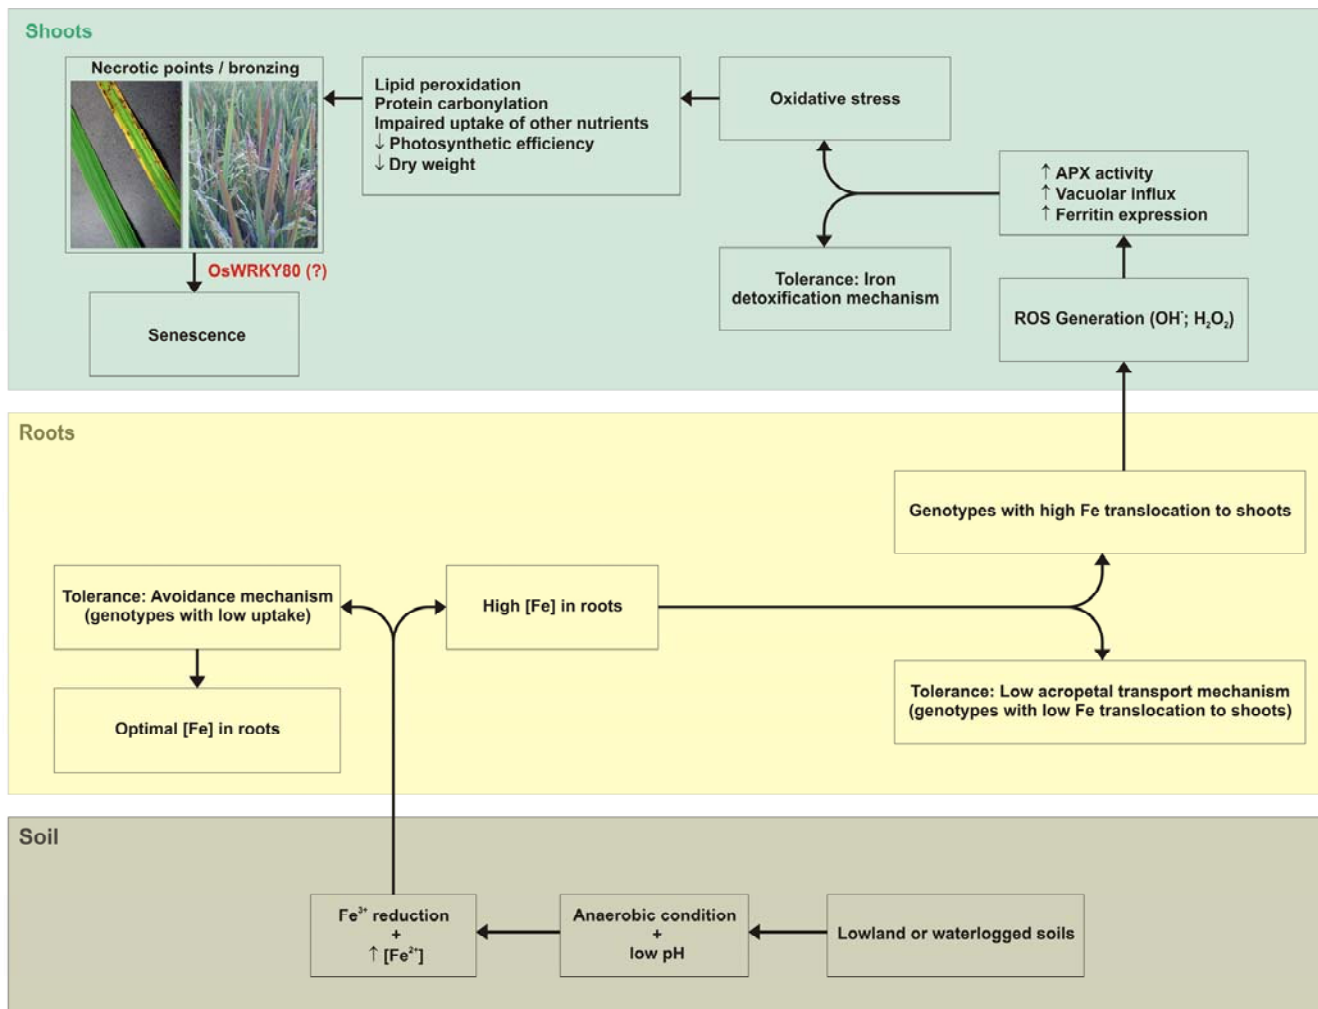 Shoots
Necrotic points / bronzing
Lipid peroxidation
Protein carbonylation
Impaired uptake of other nutrients
↓ Photosynthetic efficiency
↓ Dry weight
Oxidative stress
↑ APX activity
↑ Vacuolar influx
↑ Ferritin expression
OsWRKY80 (?)
Senescence
Tolerance: Iron
detoxification mechanism
ROS Generation (OH⁻; H₂O₂)
Roots
Genotypes with high Fe translocation to shoots
Tolerance: Avoidance mechanism
(genotypes with low uptake)
High [Fe] in roots
Optimal [Fe] in roots
Tolerance: Low acropetal transport mechanism
(genotypes with low Fe translocation to shoots)
Soil
Fe³⁺ reduction
+
↑ [Fe²⁺]
Anaerobic condition
+
low pH
Lowland or waterlogged soils